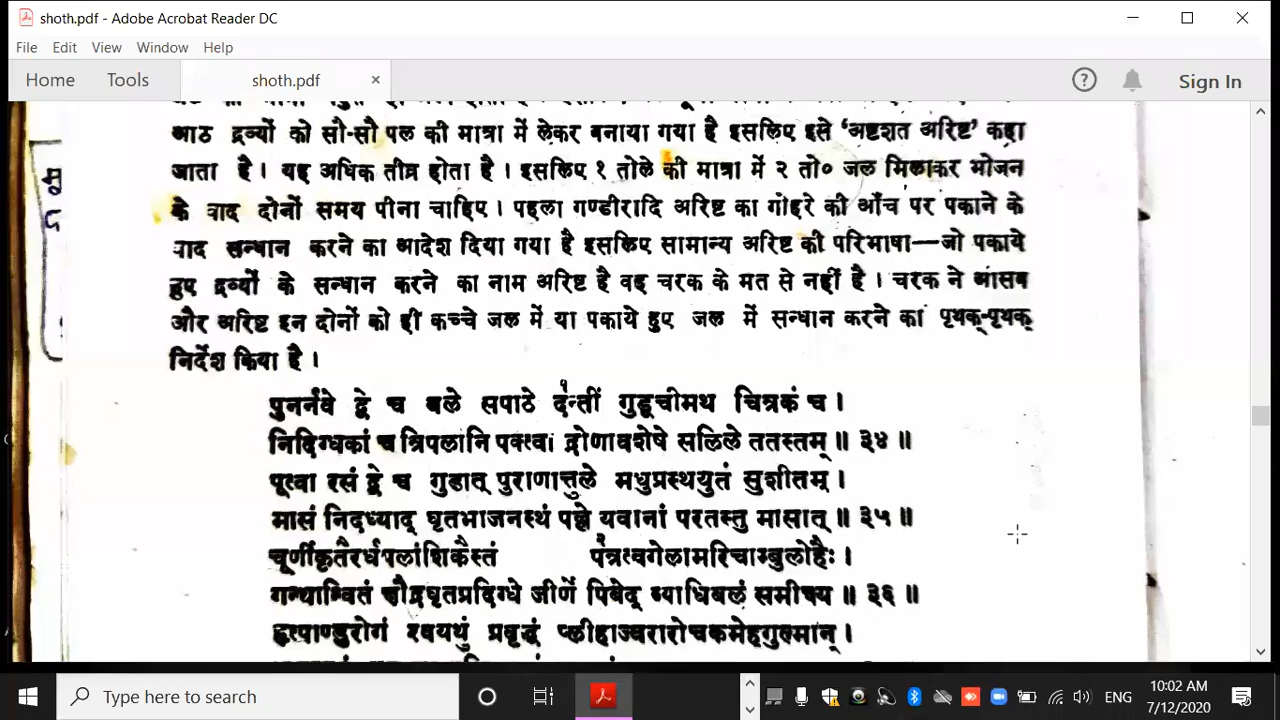 shoth.pdf - Adobe Acrobat Reader DC
File Edit View Window Help
Home Tools shoth.pdf × Sign In
आठ द्रव्यों को सौ-सौ पल की मात्रा में लेकर बनाया गया है इसलिए इसे 'अष्टशत अरिष्ट' कहा
जाता है। यह अधिक तीव्र होता है। इसलिए १ तोले की मात्रा में २ तो० जल मिलाकर भोजन
के बाद दोनों समय पीना चाहिए। पहला गण्डीरादि अरिष्ट का गोहरे की आँच पर पकाने के
बाद सन्धान करने का आदेश दिया गया है इसलिए सामान्य अरिष्ट की परिभाषा—जो पकाये
हुए द्रव्यों के सन्धान करने का नाम अरिष्ट है वह चरक के मत से नहीं है। चरक ने आसव
और अरिष्ट इन दोनों को ही कच्चे जल में या पकाये हुए जल में सन्धान करने का पृथक्-पृथक्
निर्देश किया है।
पुनर्नवे द्वे च बले सपाठे दन्तीं गुडूचीमथ चित्रकं च।
निदिग्धिकां च त्रिपलानि पक्त्वा द्रोणावशेषे सलिले ततस्तम्॥ ३४॥
पूत्वा रसं द्वे च गुडात् पुराणात्तुले मधुप्रस्थयुतं सुशीतम्।
मासं निदध्याद् घृतभाजनस्थं पल्ले यवानां परतस्तु मासात्॥ ३५॥
चूर्णीकृतैरर्धपलांशिकैस्तं पत्रत्वगेलामरिचाम्बुलोहैः।
गन्धान्वितं क्षौद्रघृतप्रदिग्धे जीर्णे पिबेद् व्याधिबलं समीक्ष्य॥ ३६॥
हृत्पाण्डुरोगं श्वयथुं प्रवृद्धं प्लीहाज्वरारोचकमेहगुल्मान्।
Type here to search
ENG
10:02 AM
7/12/2020